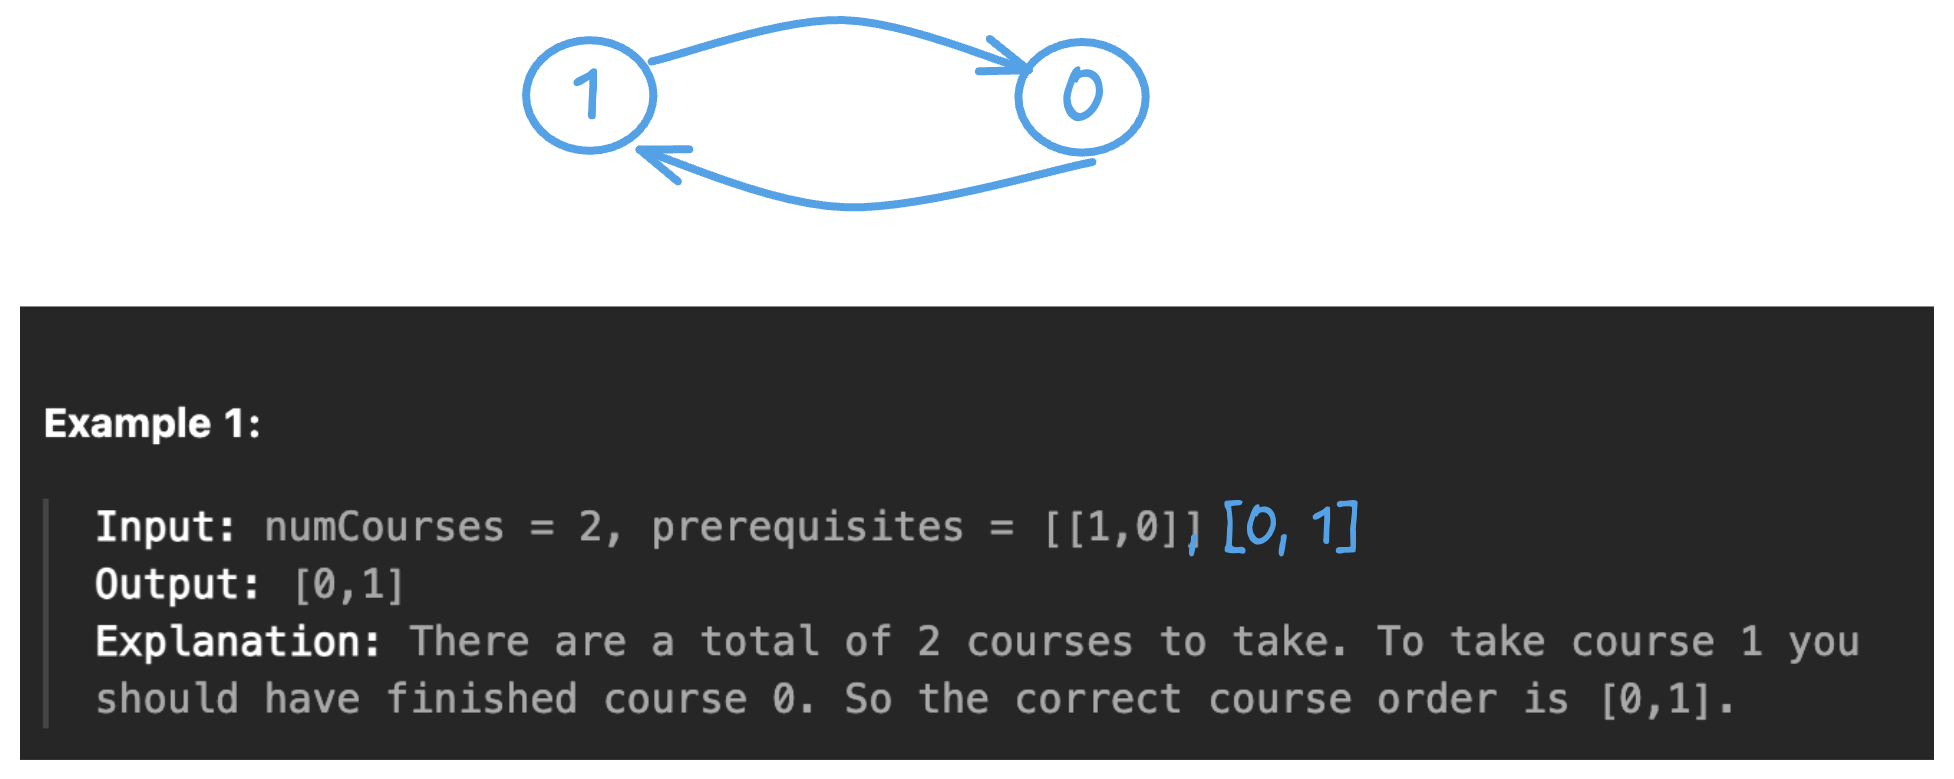 1 0
Example 1:
Input: numCourses = 2, prerequisites = [[1,0]], [0, 1]
Output: [0,1]
Explanation: There are a total of 2 courses to take. To take course 1 you
should have finished course 0. So the correct course order is [0,1].